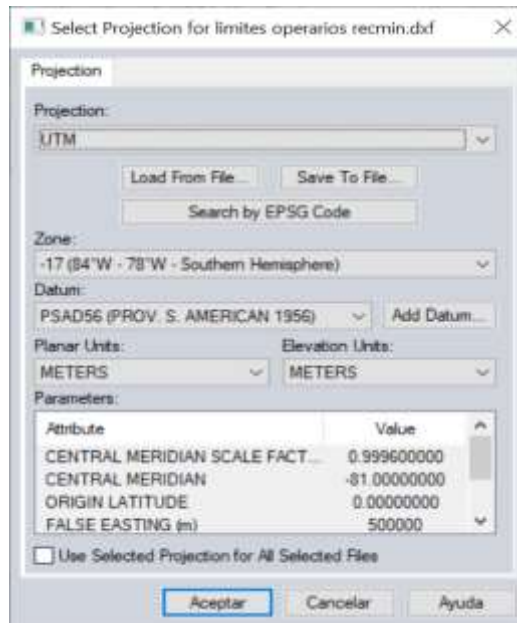 Select Projection for limites operarios recmin.dxf
Projection
Projection:
UTM
Load From File... Save To File...
Search by EPSG Code
Zone:
-17 (84°W - 78°W - Southern Hemisphere)
Datum:
PSAD56 (PROV. S. AMERICAN 1956) Add Datum...
Planar Units: Elevation Units:
METERS METERS
Parameters:
Attribute Value
CENTRAL MERIDIAN SCALE FACT... 0.999600000
CENTRAL MERIDIAN -81.00000000
ORIGIN LATITUDE 0.00000000
FALSE EASTING (m) 500000
Use Selected Projection for All Selected Files
Aceptar Cancelar Ayuda